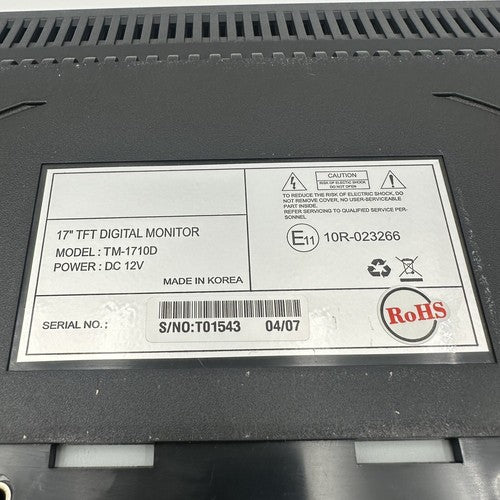 17" TFT DIGITAL MONITOR
MODEL : TM-1710D
POWER : DC 12V
MADE IN KOREA
CAUTION
RISK OF ELECTIC SHOCK
DO NOT OPEN
TO REDUCE THE RISK OF ELECTRIC SHOCK, DO
NOT REMOVE COVER, NO USER-SERVICEABLE
PART INSIDE.
REFER SERVICING TO QUALIFIED SERVICE PER-
SONNEL
E11 10R-023266
SERIAL NO.:
S/NO:T01543 04/07
RoHS